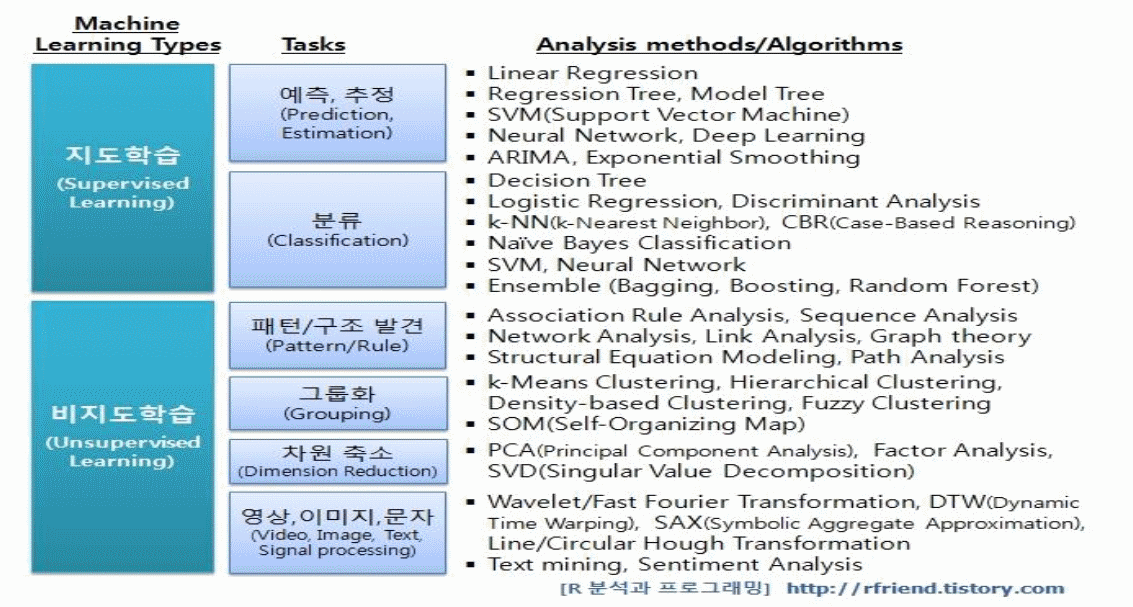 Machine
Learning Types
Tasks
Analysis methods/Algorithms
지도학습
(Supervised
Learning)
예측, 추정
(Prediction,
Estimation)
▪ Linear Regression
▪ Regression Tree, Model Tree
▪ SVM(Support Vector Machine)
▪ Neural Network, Deep Learning
▪ ARIMA, Exponential Smoothing
분류
(Classification)
▪ Decision Tree
▪ Logistic Regression, Discriminant Analysis
▪ k-NN(k-Nearest Neighbor), CBR(Case-Based Reasoning)
▪ Naïve Bayes Classification
▪ SVM, Neural Network
▪ Ensemble (Bagging, Boosting, Random Forest)
비지도학습
(Unsupervised
Learning)
패턴/구조 발견
(Pattern/Rule)
▪ Association Rule Analysis, Sequence Analysis
▪ Network Analysis, Link Analysis, Graph theory
▪ Structural Equation Modeling, Path Analysis
그룹화
(Grouping)
▪ k-Means Clustering, Hierarchical Clustering,
Density-based Clustering, Fuzzy Clustering
▪ SOM(Self-Organizing Map)
차원 축소
(Dimension Reduction)
▪ PCA(Principal Component Analysis), Factor Analysis,
SVD(Singular Value Decomposition)
영상,이미지,문자
(Video, Image, Text,
Signal processing)
▪ Wavelet/Fast Fourier Transformation, DTW(Dynamic
Time Warping), SAX(Symbolic Aggregate Approximation),
Line/Circular Hough Transformation
▪ Text mining, Sentiment Analysis
[R 분석과 프로그래밍] http://rfriend.tistory.com